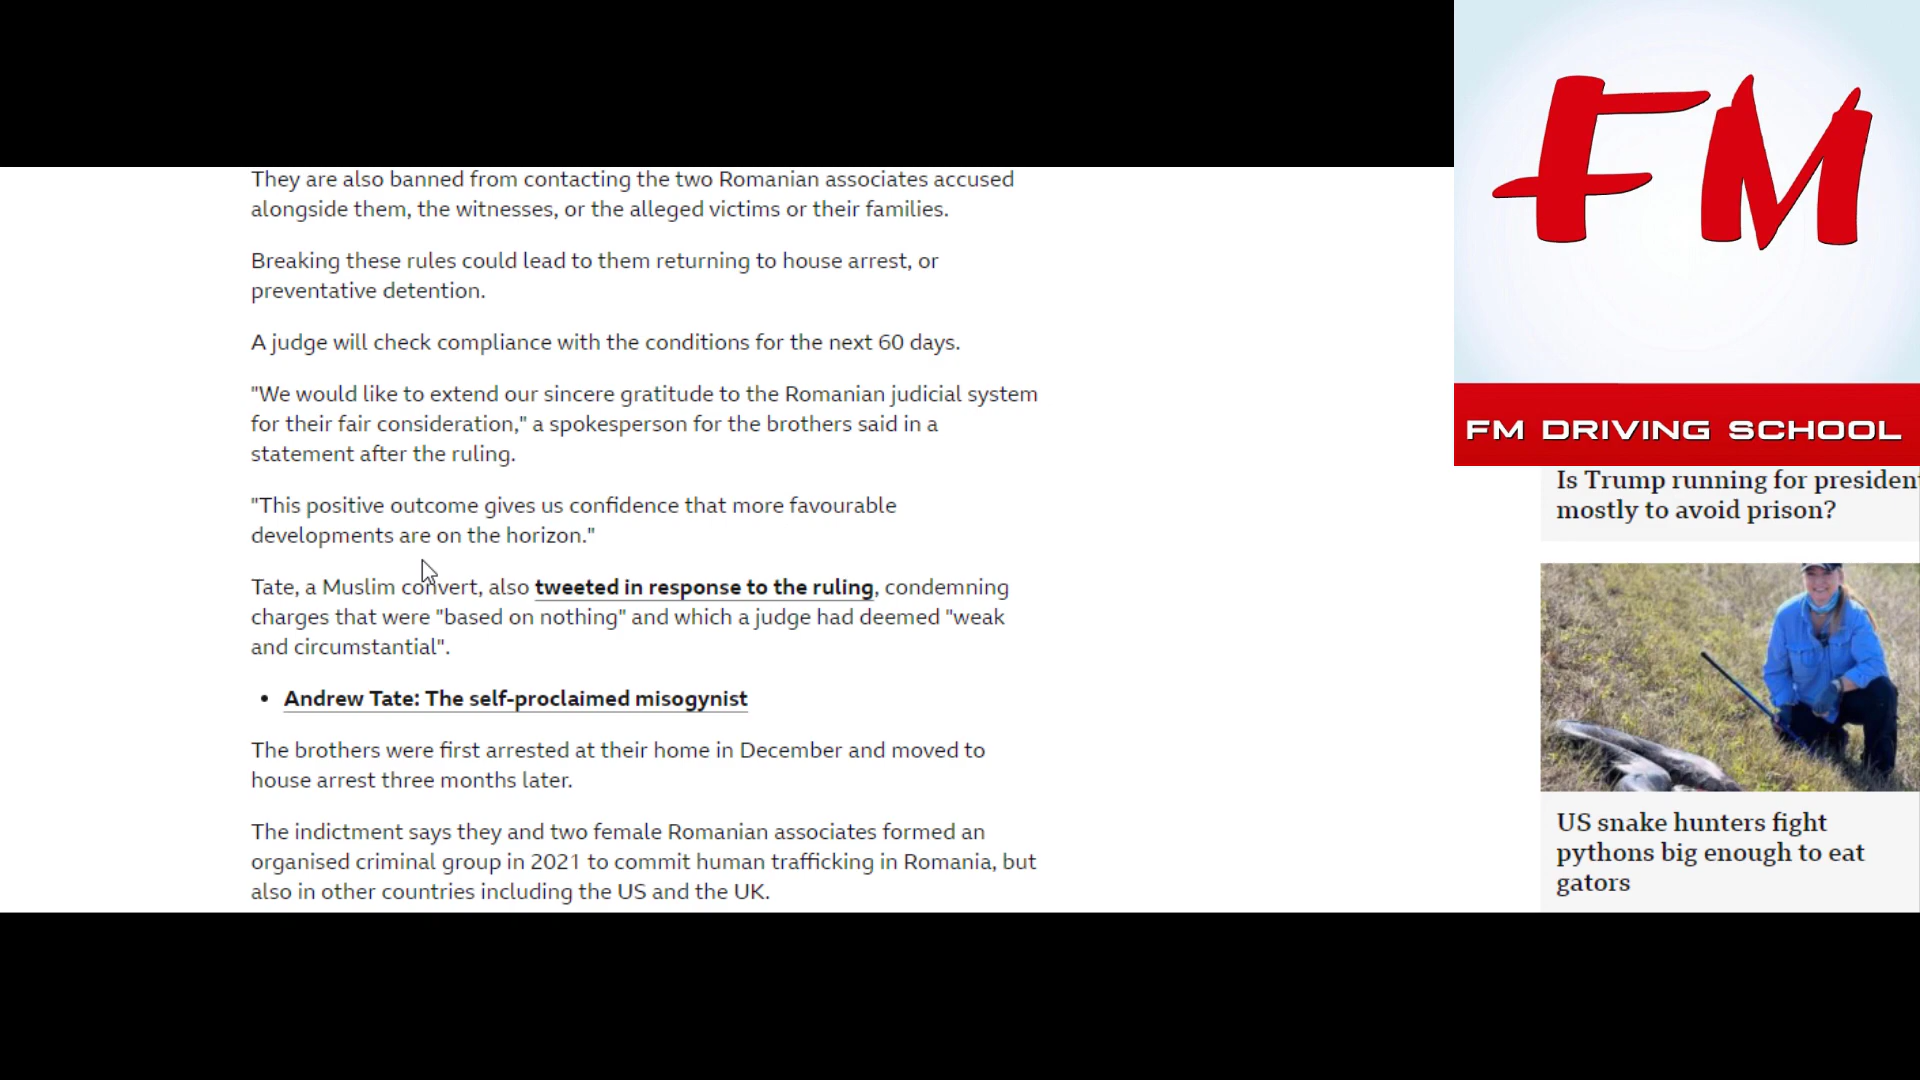 They are also banned from contacting the two Romanian associates accused
alongside them, the witnesses, or the alleged victims or their families.
Breaking these rules could lead to them returning to house arrest, or
preventative detention.
A judge will check compliance with the conditions for the next 60 days.
"We would like to extend our sincere gratitude to the Romanian judicial system
for their fair consideration," a spokesperson for the brothers said in a
statement after the ruling.
"This positive outcome gives us confidence that more favourable
developments are on the horizon."
Tate, a Muslim convert, also tweeted in response to the ruling, condemning
charges that were "based on nothing" and which a judge had deemed "weak
and circumstantial".
• Andrew Tate: The self-proclaimed misogynist
The brothers were first arrested at their home in December and moved to
house arrest three months later.
The indictment says they and two female Romanian associates formed an
organised criminal group in 2021 to commit human trafficking in Romania, but
also in other countries including the US and the UK.
FM
FM DRIVING SCHOOL
Is Trump running for presiden
mostly to avoid prison?
US snake hunters fight
pythons big enough to eat
gators